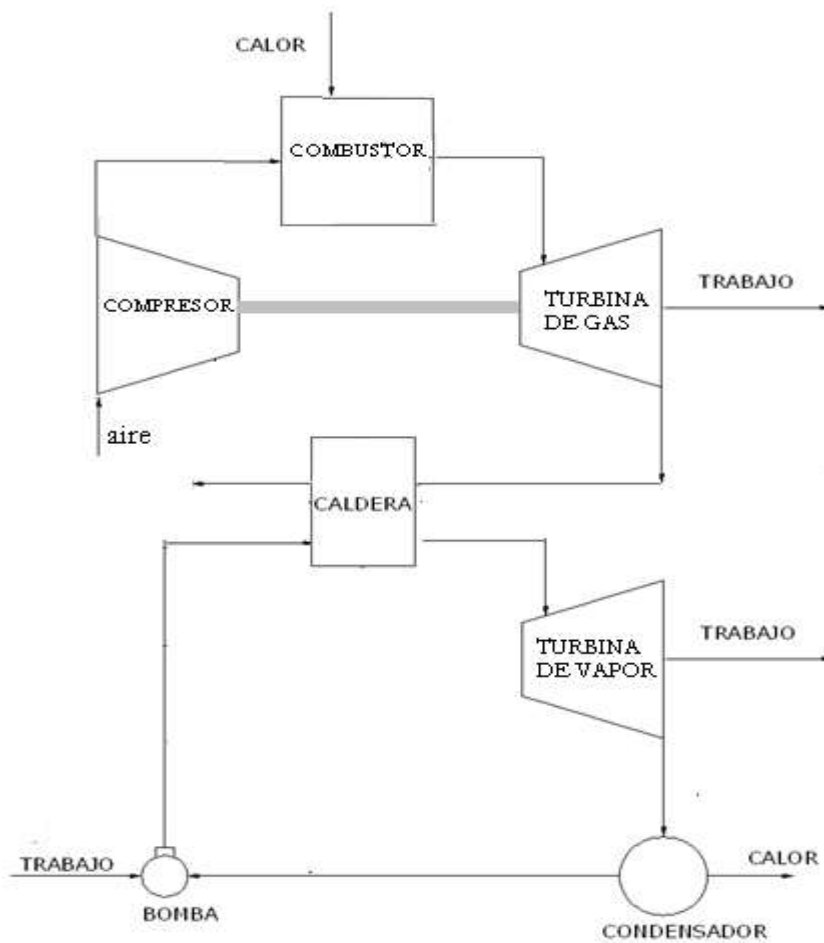 CALOR
COMBUSTOR
COMPRESOR
TURBINA
DE GAS
TRABAJO
aire
CALDERA
TURBINA
DE VAPOR
TRABAJO
TRABAJO
BOMBA
CALOR
CONDENSADOR